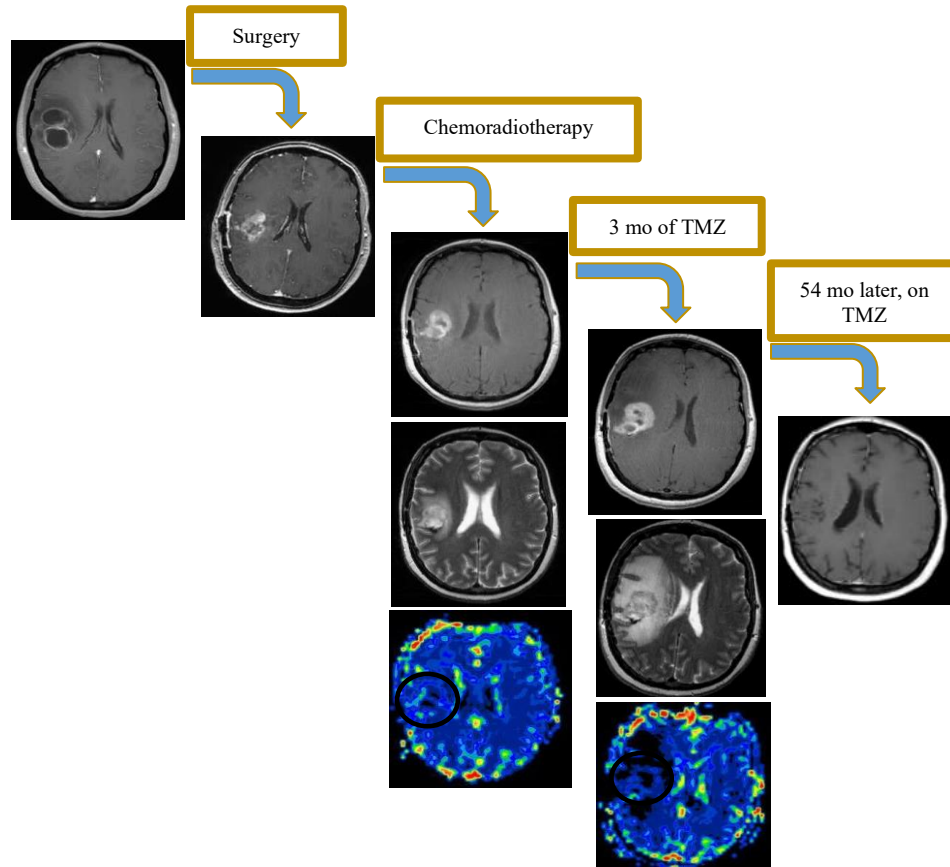 Surgery
Chemoradiotherapy
3 mo of TMZ
54 mo later, on
TMZ